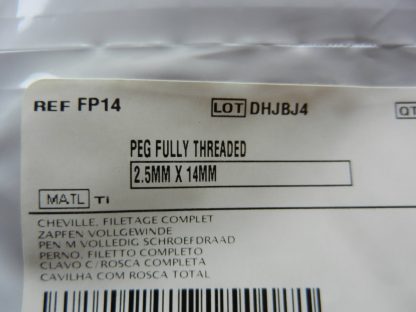 REF FP14 LOT DHJBJ4 QT
PEG FULLY THREADED
2.5MM X 14MM
MATL Ti
CHEVILLE, FILETAGE COMPLET
ZAPFEN VOLLGEWINDE
PEN M VOLLEDIG SCHROEFDRAAD
PERNO, FILETTO COMPLETO
CLAVO C/ROSCA COMPLETA
CAVILHA COM ROSCA TOTAL